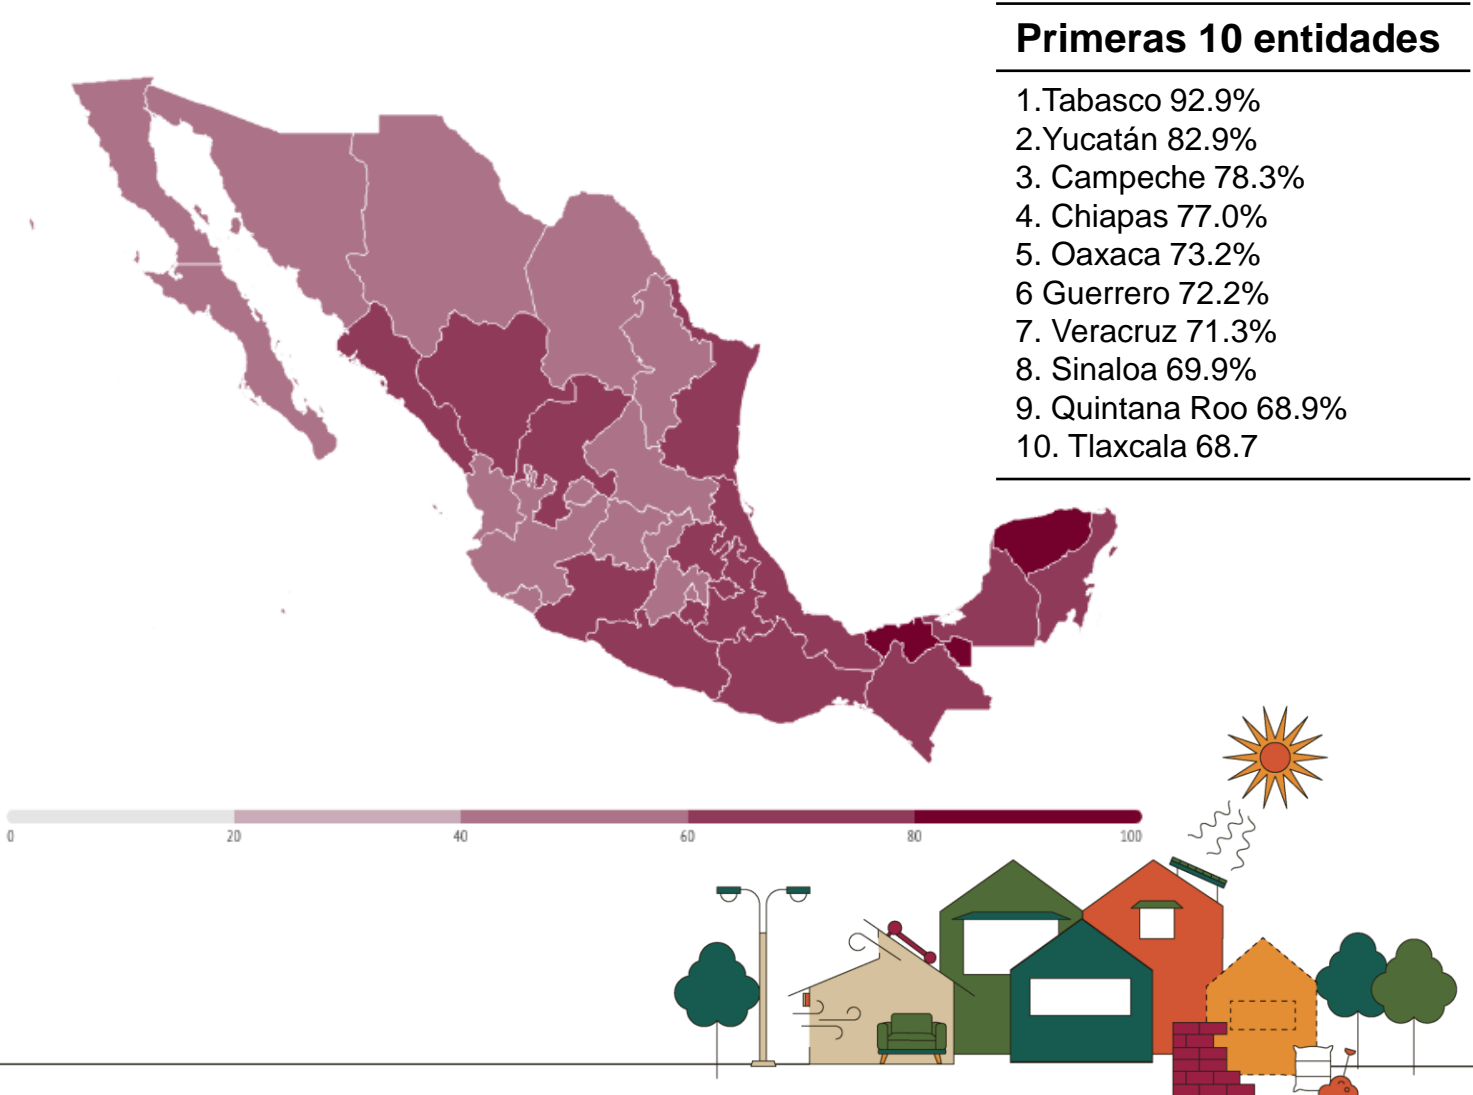 Primeras 10 entidades
1.Tabasco 92.9%
2.Yucatán 82.9%
3. Campeche 78.3%
4. Chiapas 77.0%
5. Oaxaca 73.2%
6 Guerrero 72.2%
7. Veracruz 71.3%
8. Sinaloa 69.9%
9. Quintana Roo 68.9%
10. Tlaxcala 68.7
0 20 40 60 80 100